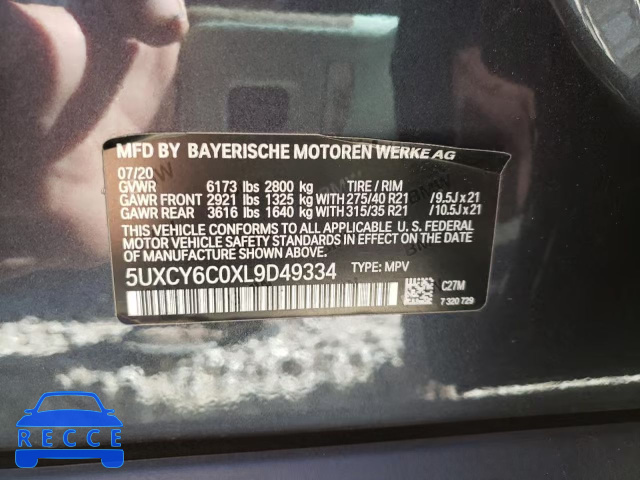 MFD BY BAYERISCHE MOTOREN WERKE AG
07/20
GVWR 6173 lbs 2800 kg TIRE / RIM
GAWR FRONT 2921 lbs 1325 kg WITH 275/40 R21 /9.5J x 21
GAWR REAR 3616 lbs 1640 kg WITH 315/35 R21 /10.5J x 21
THIS VEHICLE CONFORMS TO ALL APPLICABLE U. S. FEDERAL
MOTOR VEHICLE SAFETY STANDARDS IN EFFECT ON THE DATE
OF MANUFACTURE SHOWN ABOVE.
5UXCY6C0XL9D49334 TYPE: MPV
C27M
7 320 729
RECCE